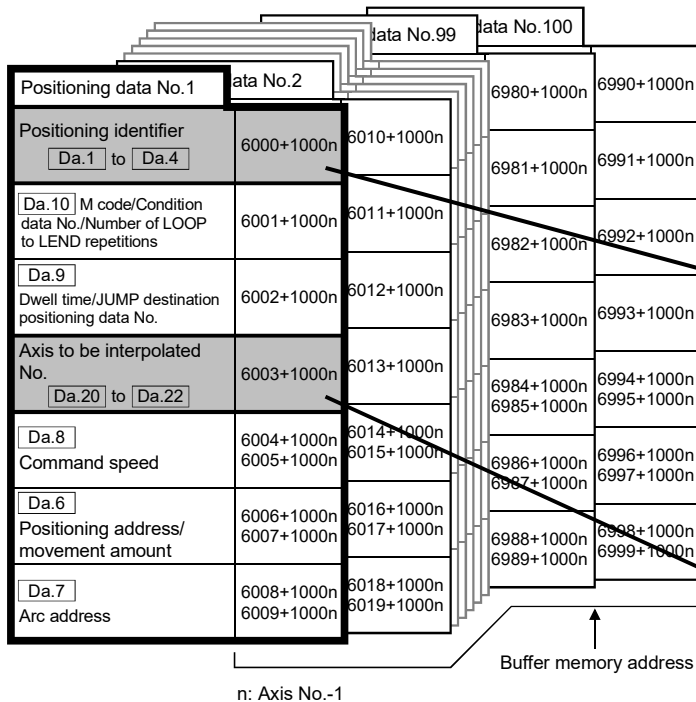 Positioning data No.1
data No.2
data No.99
data No.100
Positioning identifier
Da.1 to Da.4
6000+1000n
6010+1000n
6980+1000n
6990+1000n
Da.10 M code/Condition
data No./Number of LOOP
to LEND repetitions
6001+1000n
6011+1000n
6981+1000n
6991+1000n
Da.9
Dwell time/JUMP destination
positioning data No.
6002+1000n
6012+1000n
6982+1000n
6992+1000n
Axis to be interpolated
No.
Da.20 to Da.22
6003+1000n
6013+1000n
6983+1000n
6993+1000n
Da.8
Command speed
6004+1000n
6005+1000n
6014+1000n
6015+1000n
6984+1000n
6985+1000n
6994+1000n
6995+1000n
Da.6
Positioning address/
movement amount
6006+1000n
6007+1000n
6016+1000n
6017+1000n
6986+1000n
6987+1000n
6996+1000n
6997+1000n
Da.7
Arc address
6008+1000n
6009+1000n
6018+1000n
6019+1000n
6988+1000n
6989+1000n
6998+1000n
6999+1000n
Buffer memory address
n: Axis No.-1